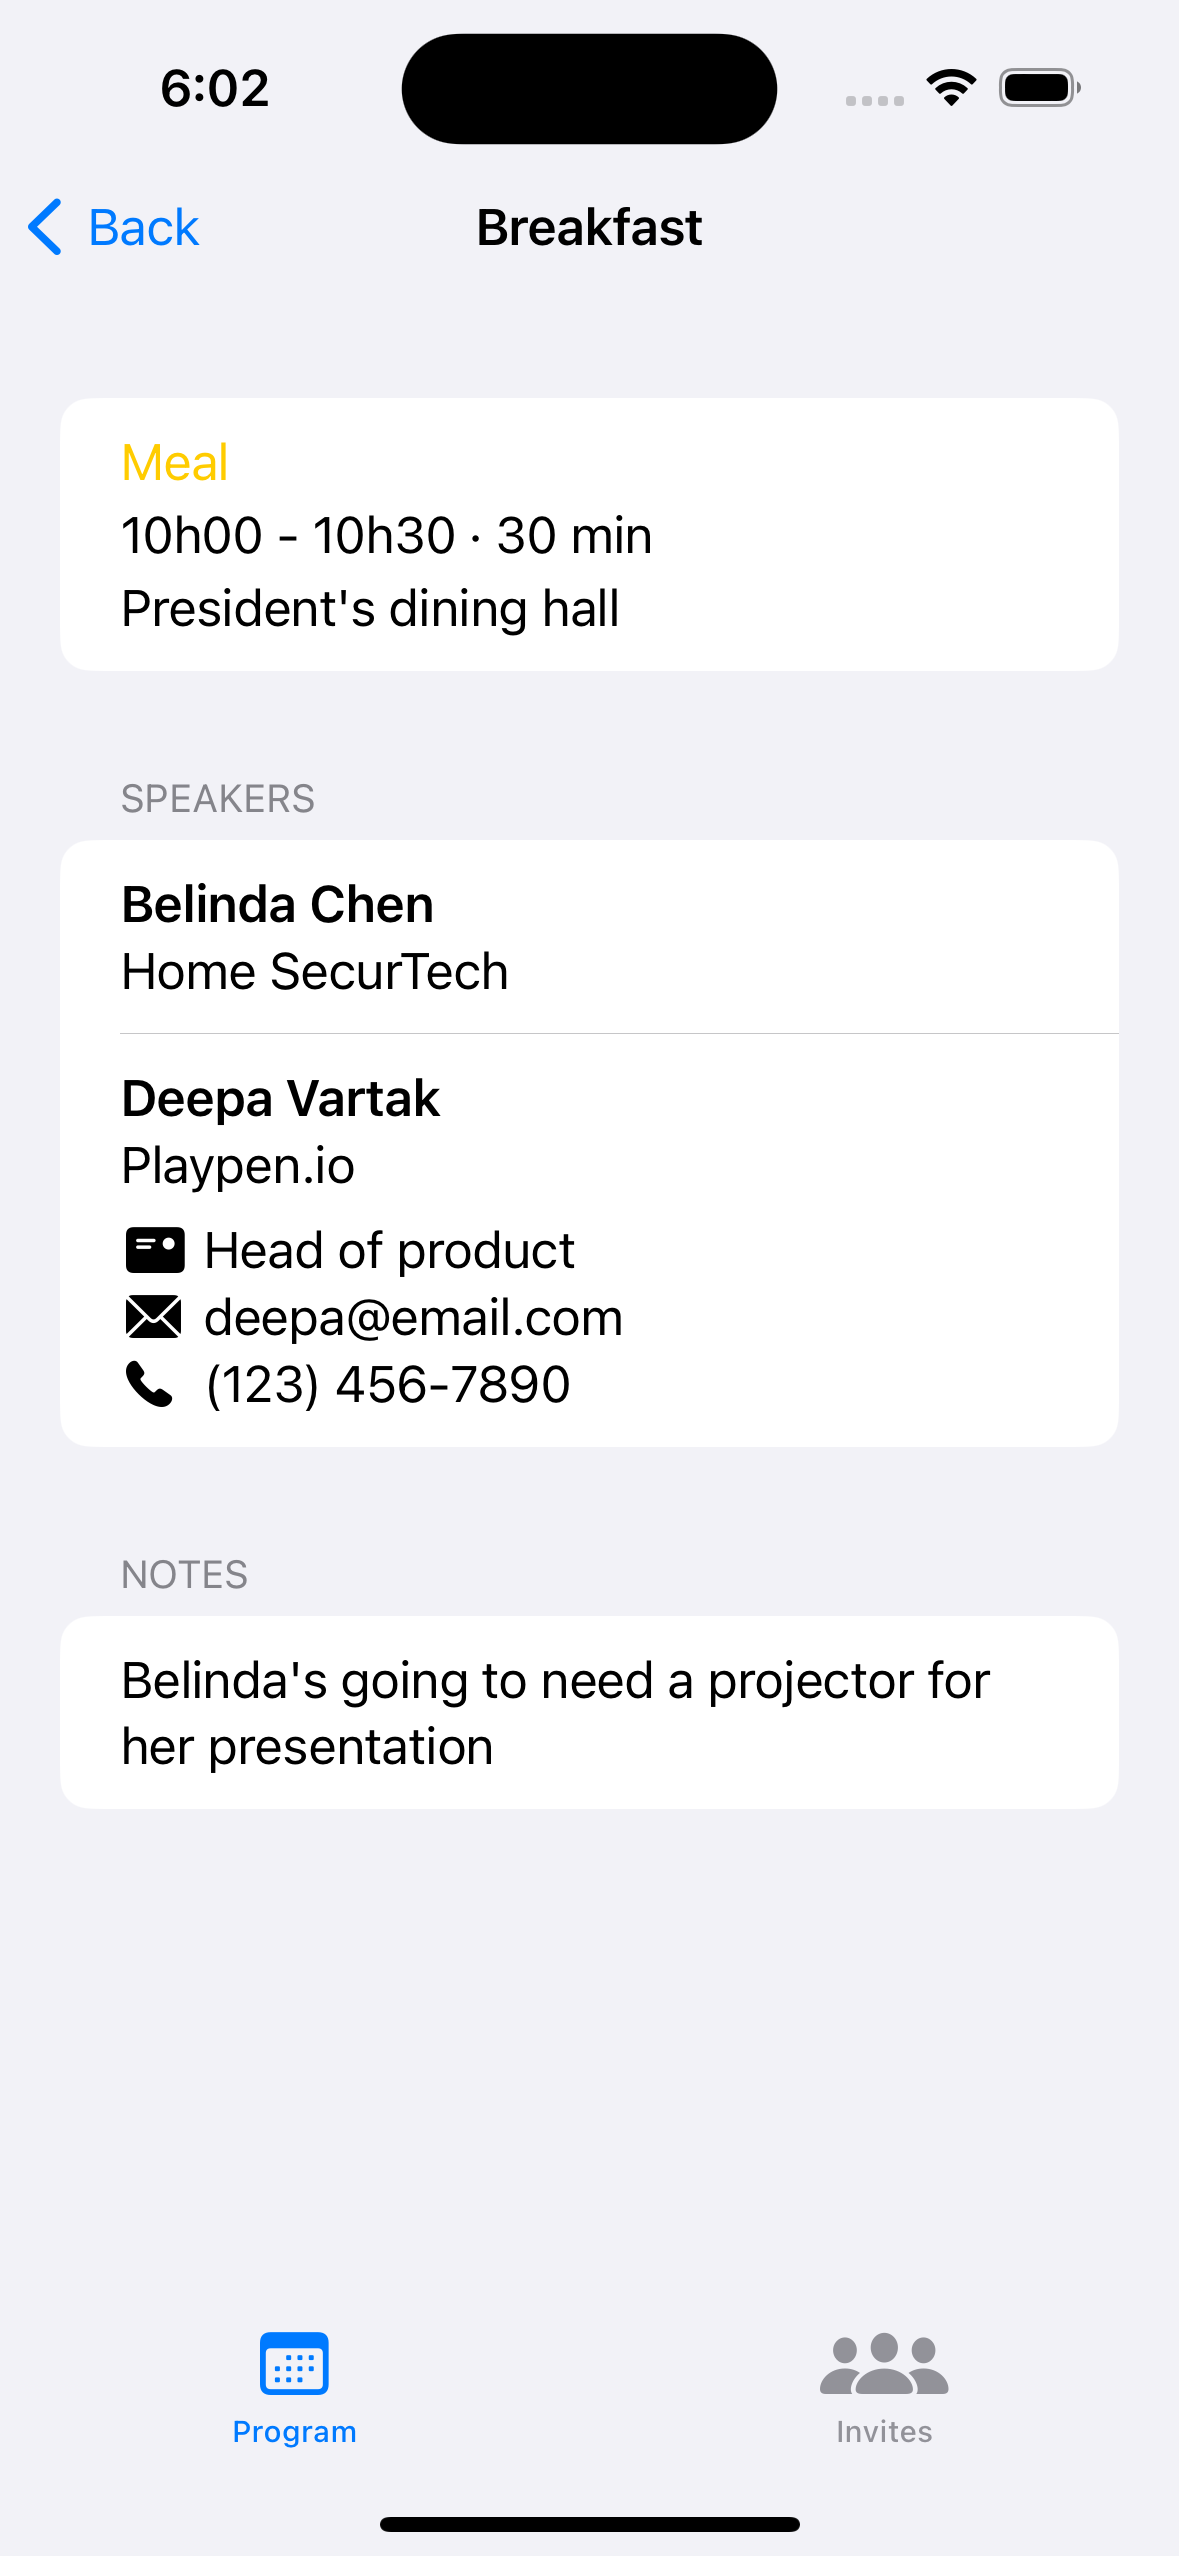 6:02
Back
Breakfast
Meal
10h00 - 10h30 · 30 min
President's dining hall
SPEAKERS
Belinda Chen
Home SecurTech
Deepa Vartak
Playpen.io
Head of product
deepa@email.com
(123) 456-7890
NOTES
Belinda's going to need a projector for
her presentation
Program
Invites